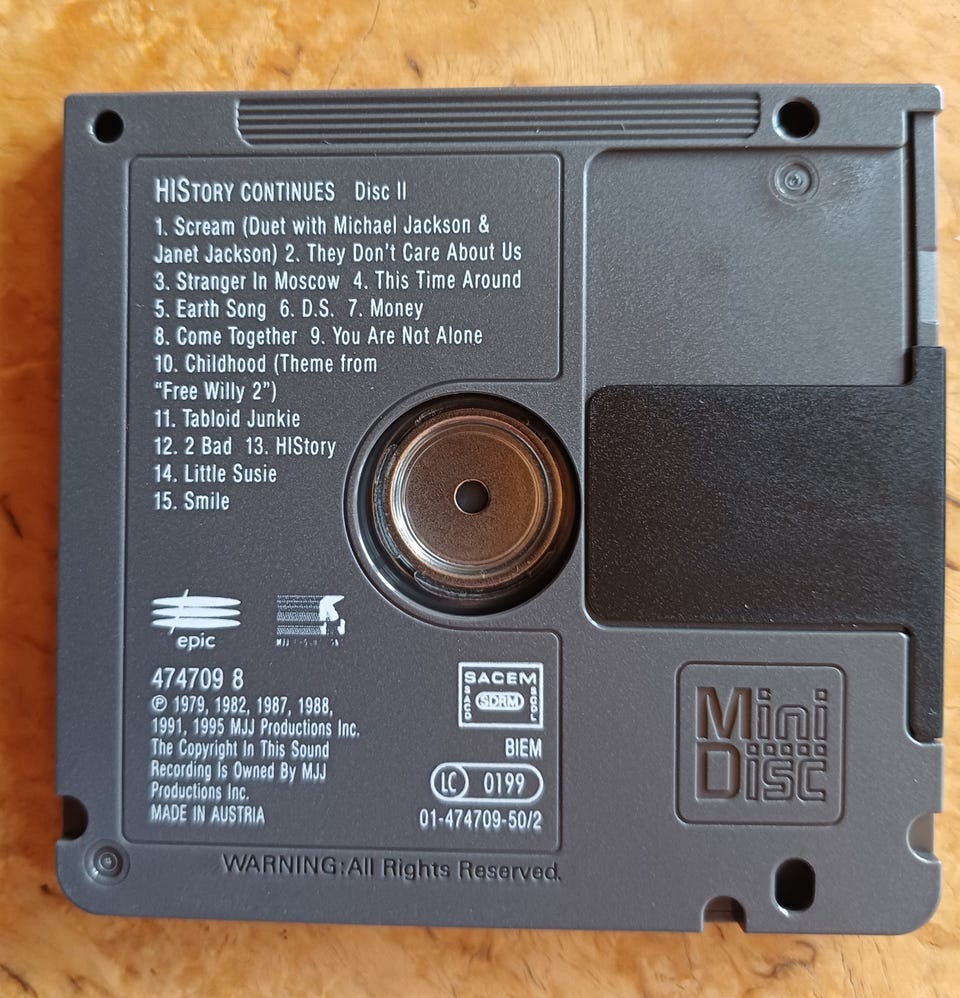 HIStory CONTINUES Disc II
1. Scream (Duet with Michael Jackson &
Janet Jackson) 2. They Don't Care About Us
3. Stranger In Moscow 4. This Time Around
5. Earth Song 6. D.S. 7. Money
8. Come Together 9. You Are Not Alone
10. Childhood (Theme from
"Free Willy 2")
11. Tabloid Junkie
12. 2 Bad 13. HIStory
14. Little Susie
15. Smile
epic
MJJ
474709 8
℗ 1979, 1982, 1987, 1988,
1991, 1995 MJJ Productions Inc.
The Copyright In This Sound
Recording Is Owned By MJJ
Productions Inc.
MADE IN AUSTRIA
SACEM
SACD SDRM SGDL
BIEM
LC 0199
01-474709-50/2
Mini
Disc
WARNING:All Rights Reserved.